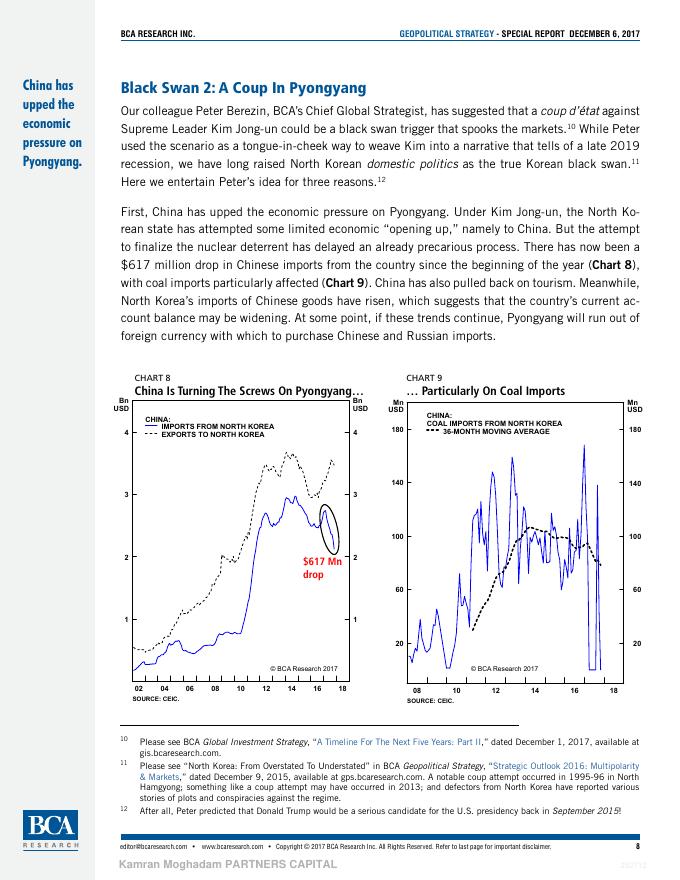 BCA RESEARCH INC.
GEOPOLITICAL STRATEGY - SPECIAL REPORT DECEMBER 6, 2017
China has
upped the
economic
pressure on
Pyongyang.
Black Swan 2: A Coup In Pyongyang
Our colleague Peter Berezin, BCA’s Chief Global Strategist, has suggested that a coup d’état against
Supreme Leader Kim Jong-un could be a black swan trigger that spooks the markets.10 While Peter
used the scenario as a tongue-in-cheek way to weave Kim into a narrative that tells of a late 2019
recession, we have long raised North Korean domestic politics as the true Korean black swan.11
Here we entertain Peter’s idea for three reasons.12
First, China has upped the economic pressure on Pyongyang. Under Kim Jong-un, the North Ko-
rean state has attempted some limited economic “opening up,” namely to China. But the attempt
to finalize the nuclear deterrent has delayed an already precarious process. There has now been a
$617 million drop in Chinese imports from the country since the beginning of the year (Chart 8),
with coal imports particularly affected (Chart 9). China has also pulled back on tourism. Meanwhile,
North Korea’s imports of Chinese goods have risen, which suggests that the country’s current ac-
count balance may be widening. At some point, if these trends continue, Pyongyang will run out of
foreign currency with which to purchase Chinese and Russian imports.
CHART 8
China Is Turning The Screws On Pyongyang...
Bn
USD
Bn
USD
CHINA:
IMPORTS FROM NORTH KOREA
EXPORTS TO NORTH KOREA
4
4
3
3
2
2
1
1
$617 Mn
drop
© BCA Research 2017
02 04 06 08 10 12 14 16 18
SOURCE: CEIC.
CHART 9
... Particularly On Coal Imports
Mn
USD
Mn
USD
CHINA:
COAL IMPORTS FROM NORTH KOREA
36-MONTH MOVING AVERAGE
180
180
140
140
100
100
60
60
20
20
© BCA Research 2017
08 10 12 14 16 18
SOURCE: CEIC.
10 Please see BCA Global Investment Strategy, “A Timeline For The Next Five Years: Part II,” dated December 1, 2017, available at
gis.bcaresearch.com.
11 Please see “North Korea: From Overstated To Understated” in BCA Geopolitical Strategy, “Strategic Outlook 2016: Multipolarity
& Markets,” dated December 9, 2015, available at gps.bcaresearch.com. A notable coup attempt occurred in 1995-96 in North
Hamgyong; something like a coup attempt may have occurred in 2013; and defectors from North Korea have reported various
stories of plots and conspiracies against the regime.
12 After all, Peter predicted that Donald Trump would be a serious candidate for the U.S. presidency back in September 2015!
BCA
RESEARCH
editor@bcaresearch.com • www.bcaresearch.com • Copyright © 2017 BCA Research Inc. All Rights Reserved. Refer to last page for important disclaimer.
8
Kamran Moghadam PARTNERS CAPITAL